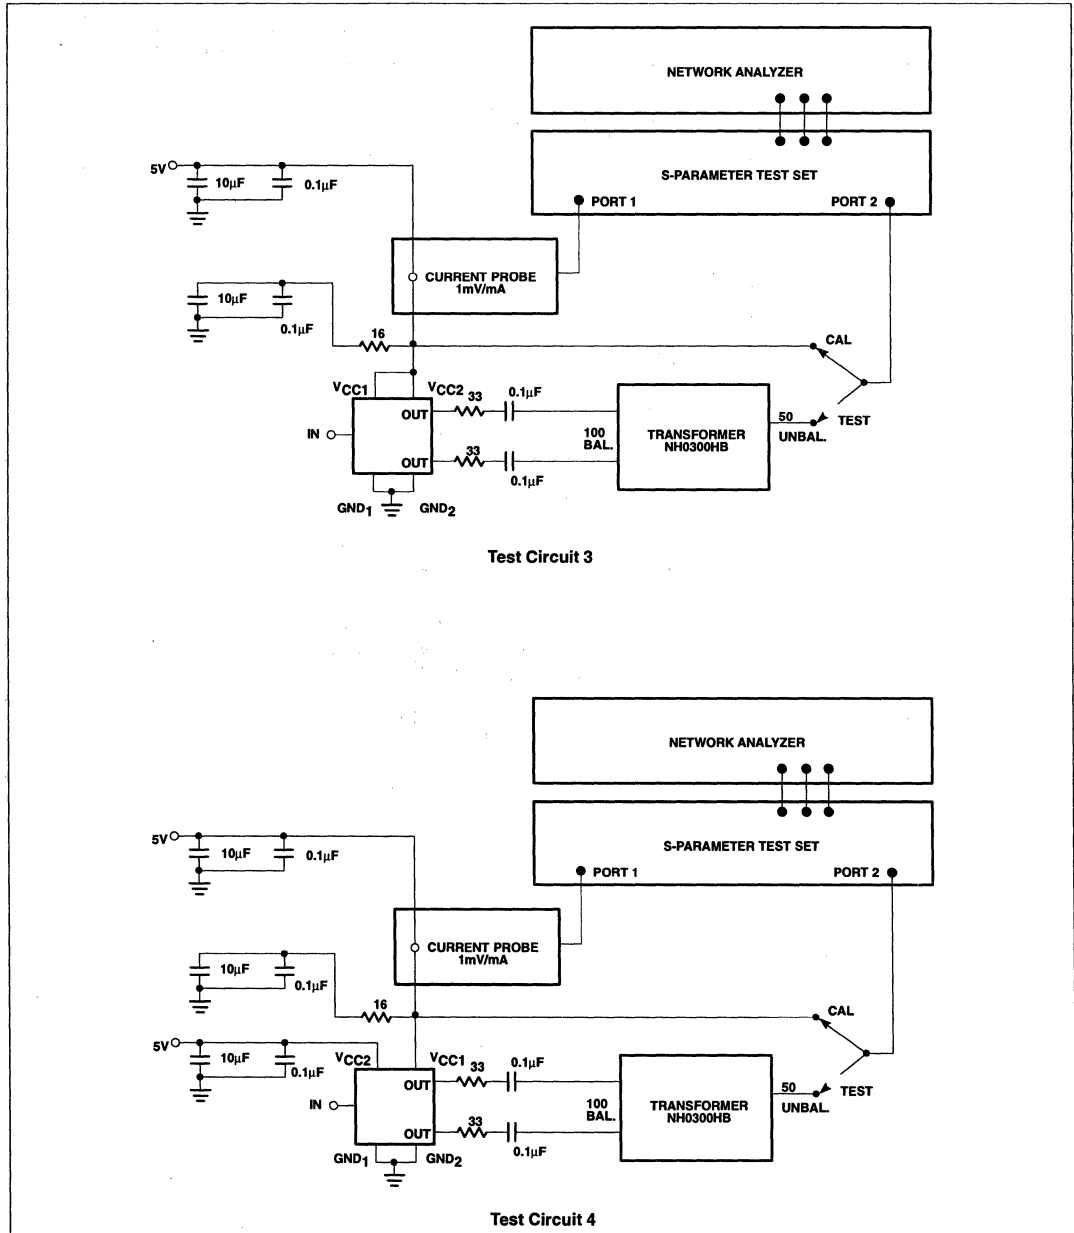 NETWORK ANALYZER
S-PARAMETER TEST SET
PORT 1
PORT 2
5V
10μF
0.1μF
CURRENT PROBE
1mV/mA
10μF
0.1μF
16
CAL
VCC1
VCC2
33
0.1μF
OUT
IN
OUT
33
0.1μF
100
BAL.
TRANSFORMER
NH0300HB
50
UNBAL.
TEST
GND1
GND2
Test Circuit 3
NETWORK ANALYZER
S-PARAMETER TEST SET
PORT 1
PORT 2
5V
10μF
0.1μF
CURRENT PROBE
1mV/mA
10μF
0.1μF
16
CAL
5V
10μF
0.1μF
VCC2
VCC1
33
0.1μF
OUT
IN
OUT
33
0.1μF
100
BAL.
TRANSFORMER
NH0300HB
50
UNBAL.
TEST
GND1
GND2
Test Circuit 4